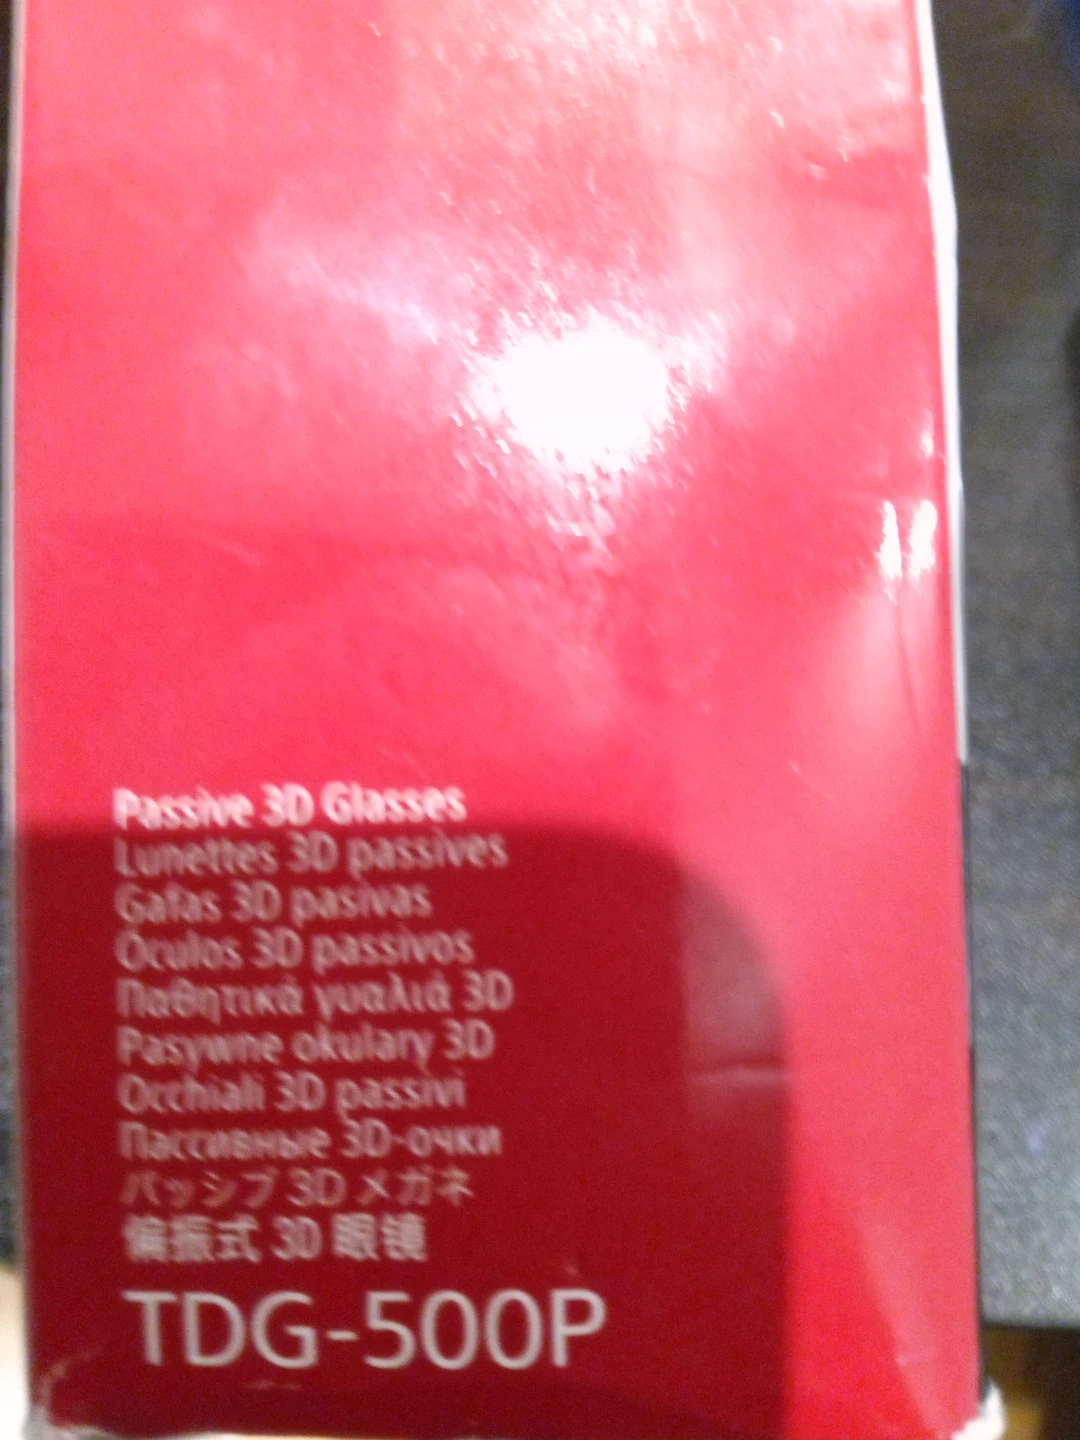 Passive 3D Glasses
Lunettes 3D passives
Gafas 3D pasivas
Óculos 3D passivos
Παθητικά γυαλιά 3D
Pasywne okulary 3D
Occhiali 3D passivi
Пассивные 3D-очки
パッシブ 3D メガネ
偏振式 3D 眼镜
TDG-500P